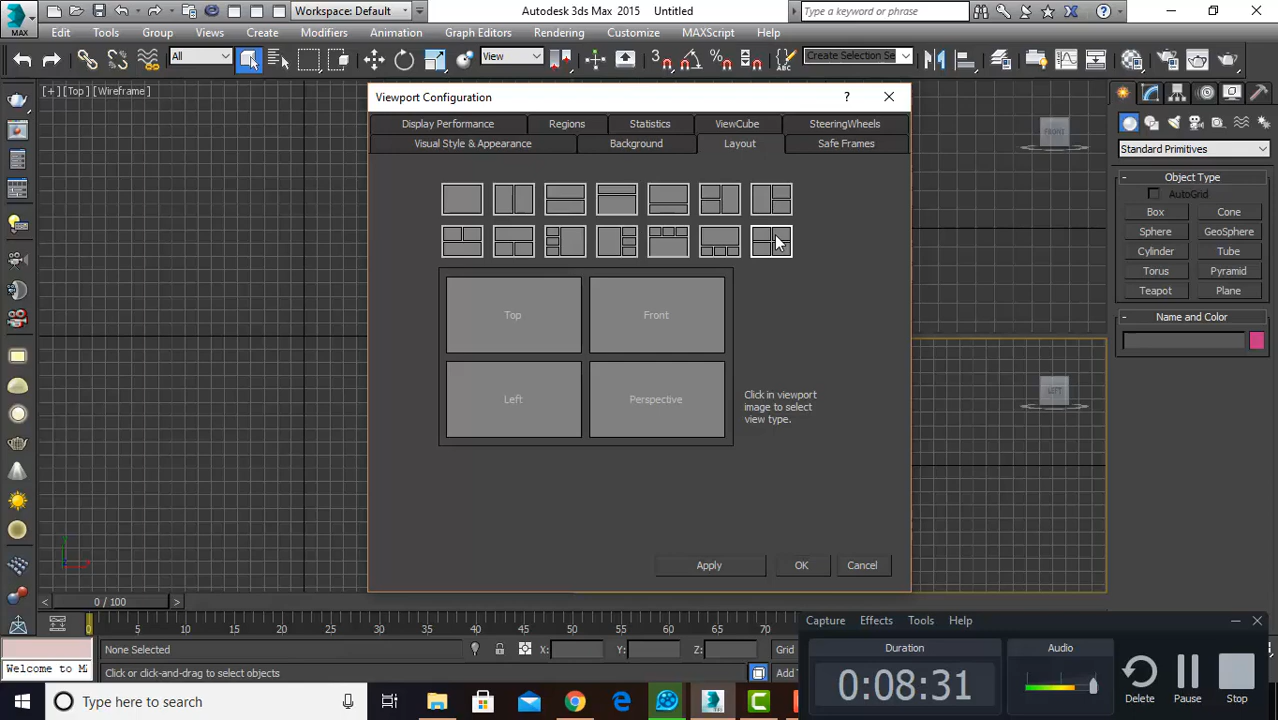 Workspace: Default
Autodesk 3ds Max 2015 Untitled
Type a keyword or phrase
MAX
Edit Tools Group Views Create Modifiers Animation Graph Editors Rendering Customize MAXScript Help
All
View
3
Create Selection Se
[+] [Top] [Wireframe]
FRONT
LEFT
Viewport Configuration
?
Display Performance Regions Statistics ViewCube SteeringWheels
Visual Style & Appearance Background Layout Safe Frames
Top Front
Left Perspective
Click in viewport
image to select
view type.
Apply OK Cancel
Standard Primitives
- Object Type
AutoGrid
Box Cone
Sphere GeoSphere
Cylinder Tube
Torus Pyramid
Teapot Plane
- Name and Color
< 0 / 100 >
0 5 10 15 20 25 30 35 40 45 50 55 60 65 70
None Selected
X: Y: Z: Grid
Welcome to M
Click or click-and-drag to select objects
Add T
Capture Effects Tools Help
Duration Audio
0:08:31
Delete Pause Stop
Type here to search